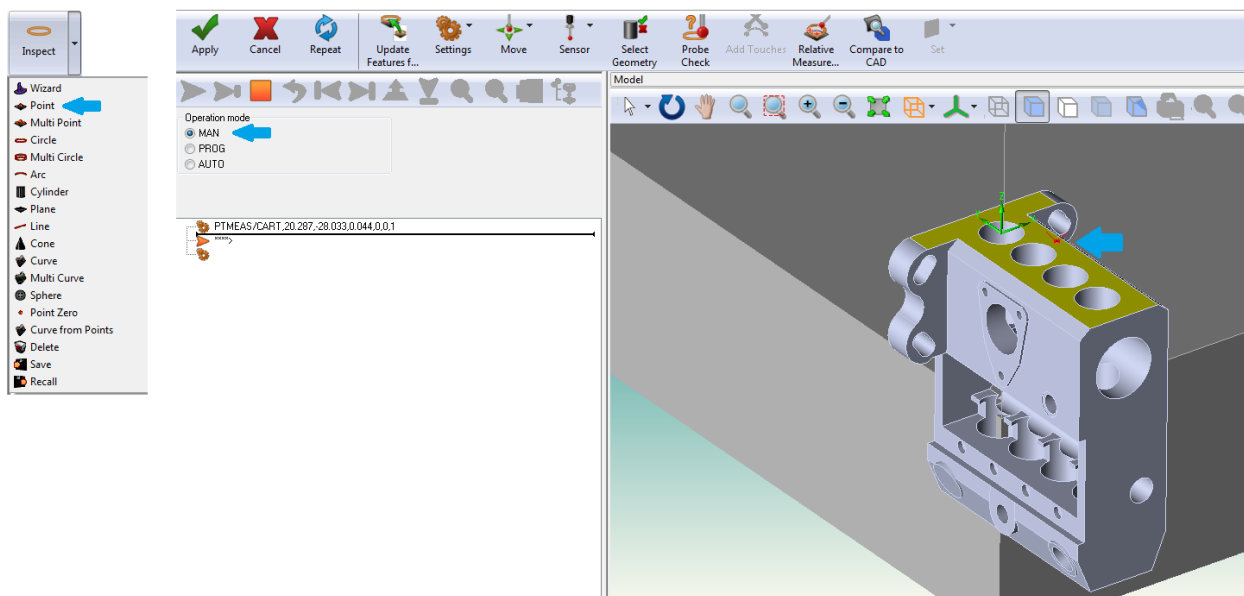 Inspect
Wizard
Point
Multi Point
Circle
Multi Circle
Arc
Cylinder
Plane
Line
Cone
Curve
Multi Curve
Sphere
Point Zero
Curve from Points
Delete
Save
Recall
Apply
Cancel
Repeat
Update
Features f...
Settings
Move
Sensor
Select
Geometry
Probe
Check
Add Touches
Relative
Measure...
Compare to
CAD
Set
Operation mode
MAN
PROG
AUTO
PTMEAS/CART,20.287,-28.033,0.044,0,0,1
""">
Model
Z